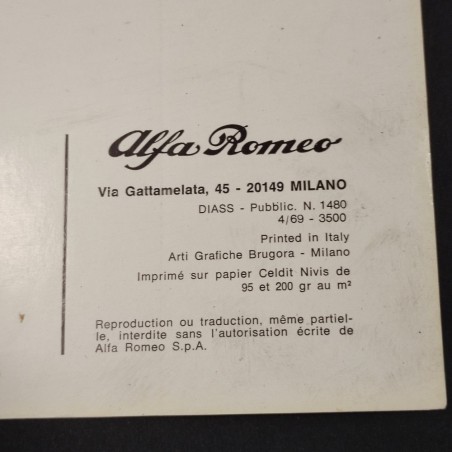 Alfa Romeo
Via Gattamelata, 45 - 20149 MILANO
DIASS - Pubblic. N. 1480
4/69 - 3500
Printed in Italy
Arti Grafiche Brugora - Milano
Imprimé sur papier Celdit Nivis de
95 et 200 gr au m²
Reproduction ou traduction, même partiel-
le, interdite sans l'autorisation écrite de
Alfa Romeo S.p.A.